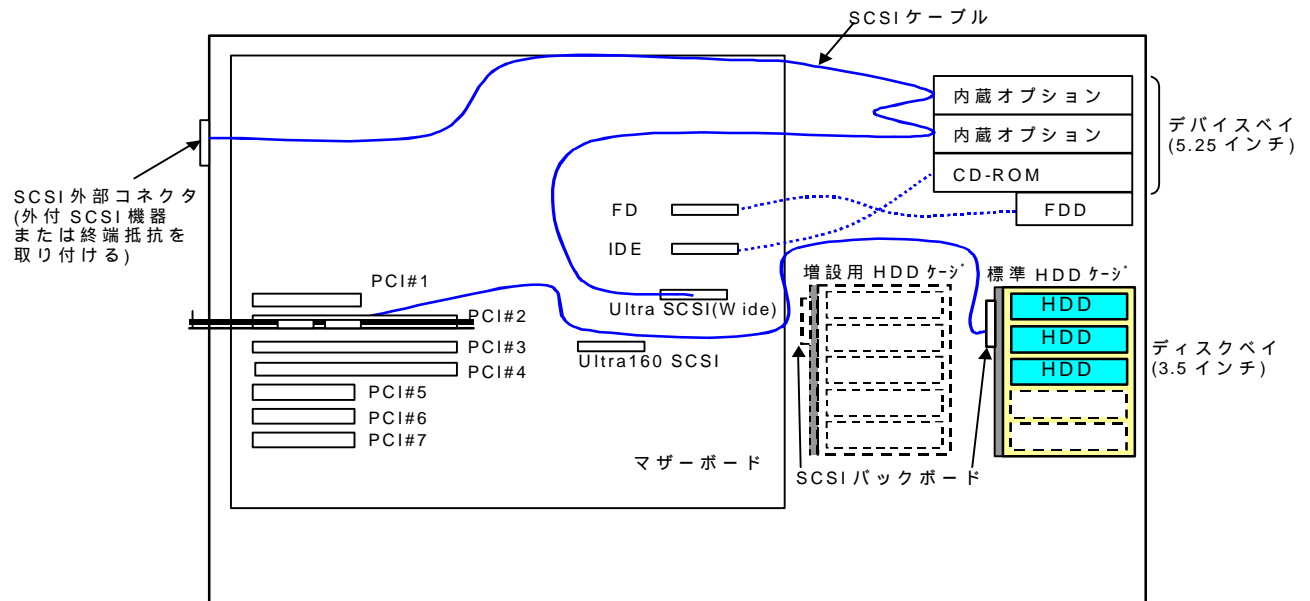 SCSIケーブル
内蔵オプション
内蔵オプション
CD-ROM
FDD
デバイスベイ
(5.25インチ)
SCSI外部コネクタ
(外付SCSI機器
または終端抵抗を
取り付ける)
FD
IDE
PCI#1
PCI#2
PCI#3
PCI#4
PCI#5
PCI#6
PCI#7
Ultra SCSI(Wide)
Ultra160 SCSI
マザーボード
増設用HDDケージ
標準HDDケージ
HDD
HDD
HDD
ディスクベイ
(3.5インチ)
SCSIバックボード